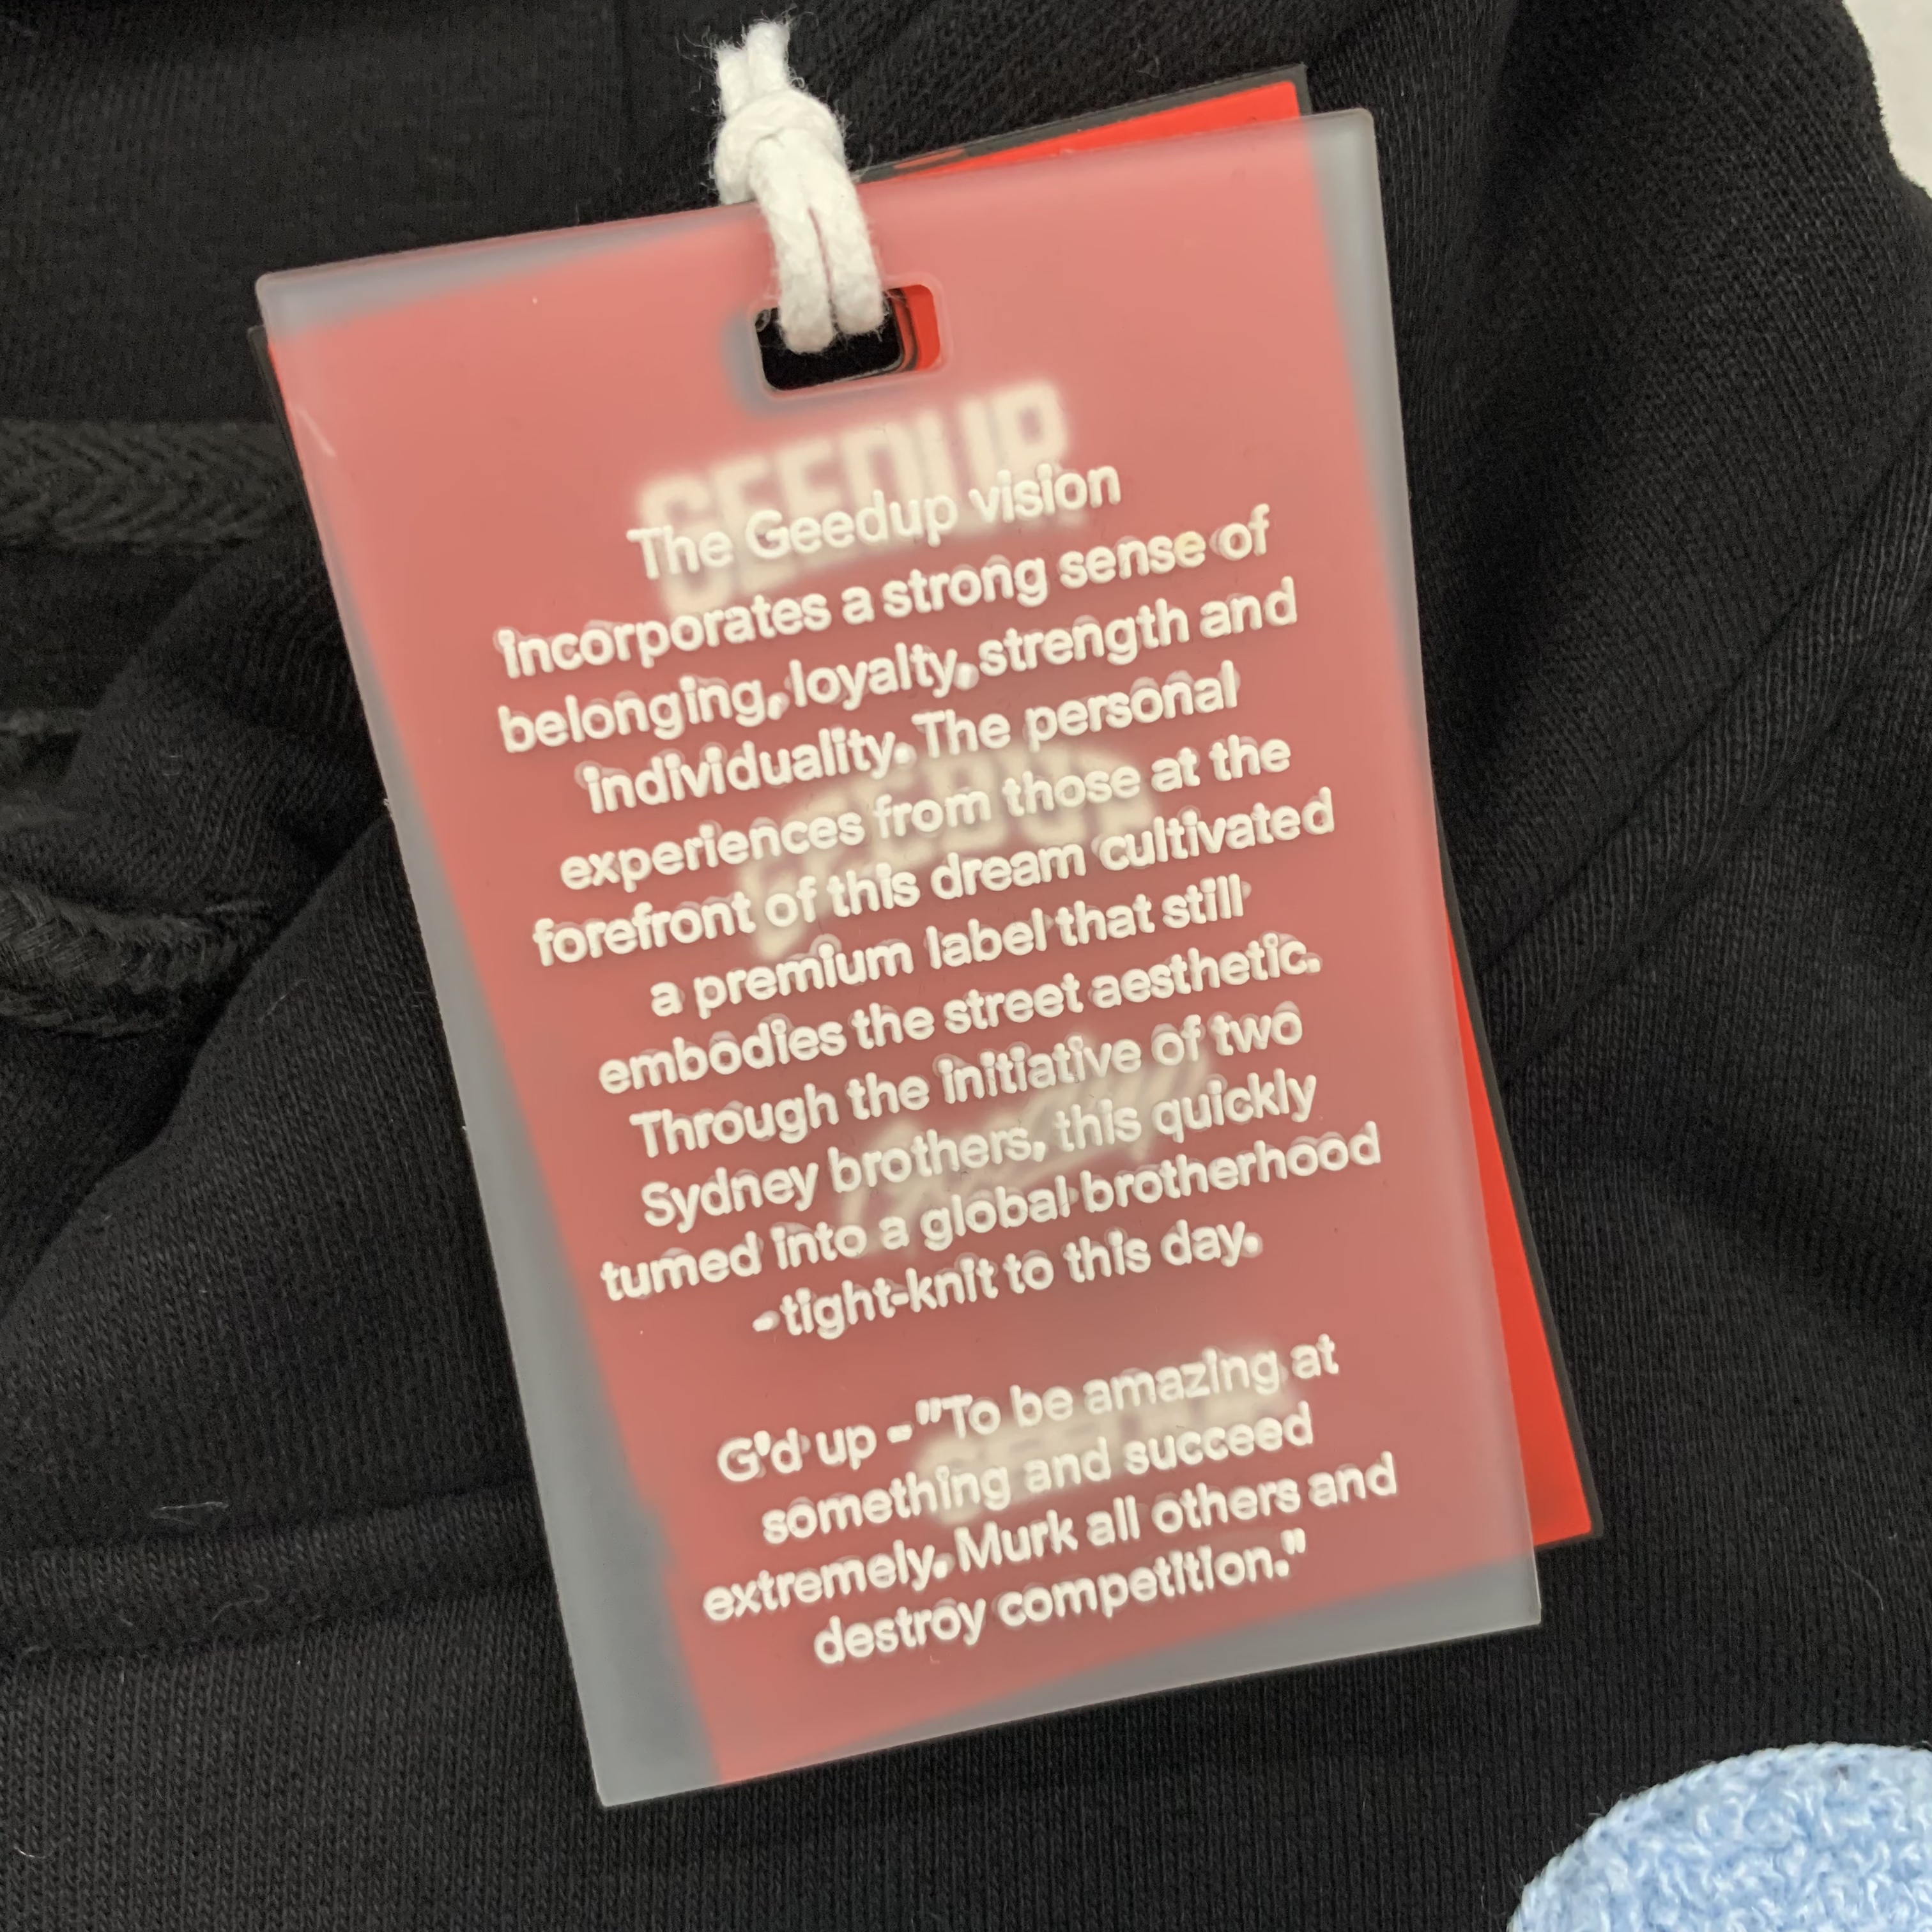 GEEDUP
The Geedup vision
incorporates a strong sense of
belonging, loyalty, strength and
individuality. The personal
experiences from those at the
forefront of this dream cultivated
a premium label that still
embodies the street aesthetic.
Through the initiative of two
Sydney brothers, this quickly
tumed into a global brotherhood
-tight-knit to this day.
G'd up -"To be amazing at
something and succeed
extremely. Murk all others and
destroy competition."